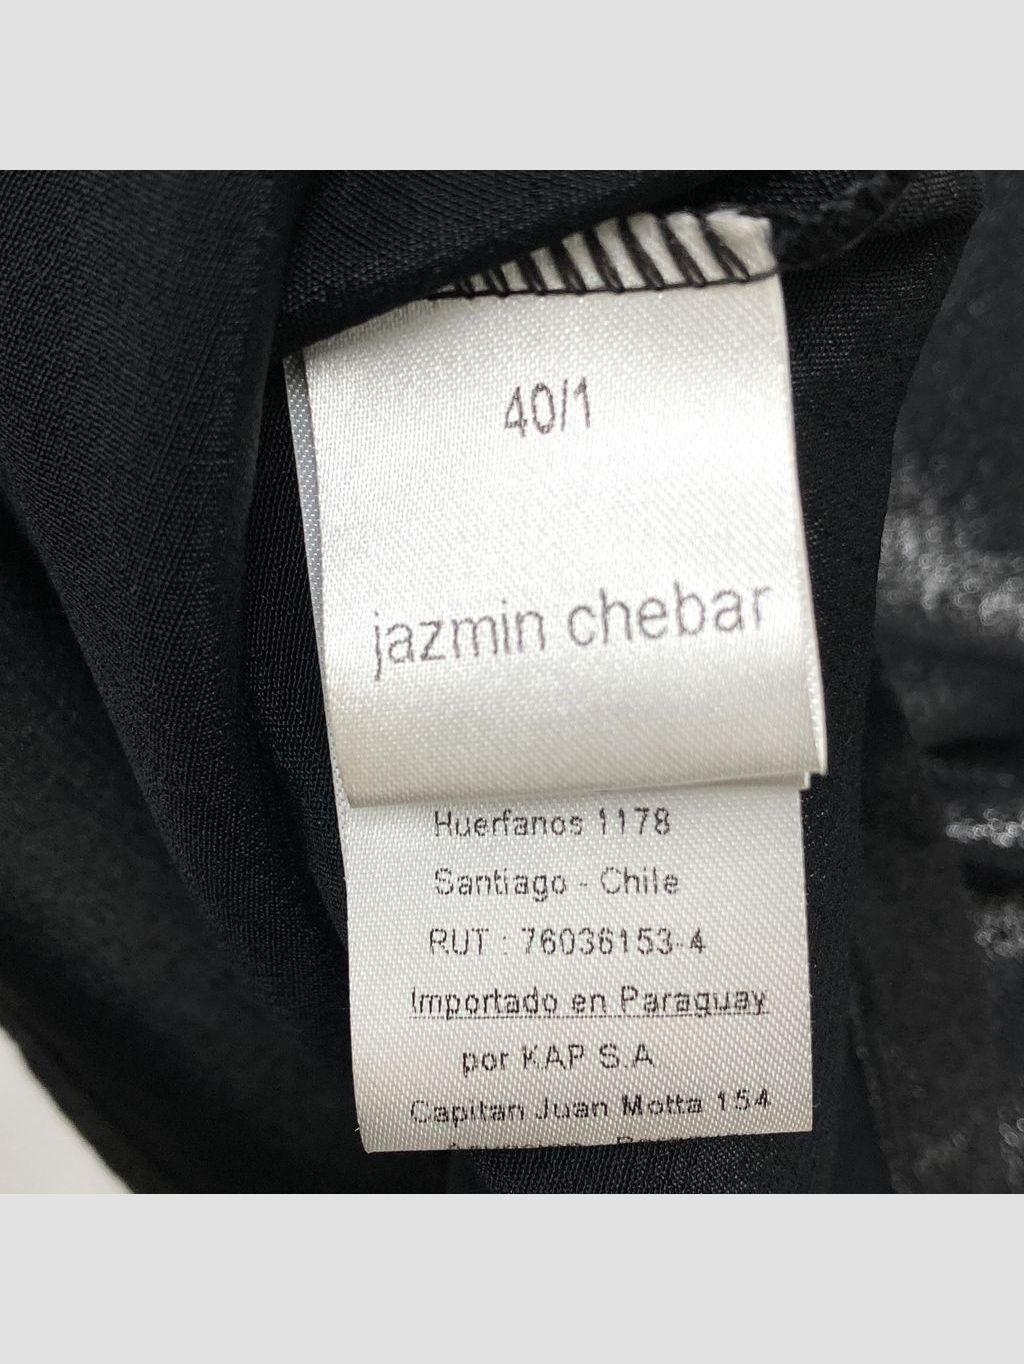 40/1
jazmin chebar
Huerfanos 1178
Santiago - Chile
RUT : 76036153-4
Importado en Paraguay
por KAP S.A
Capitan Juan Motta 154